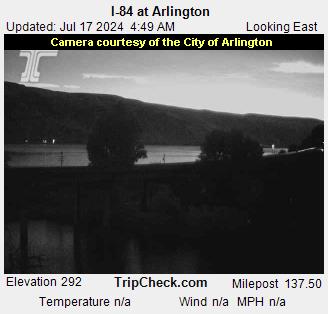 I-84 at Arlington
Updated: Jul 17 2024 4:49 AM Looking East
Camera courtesy of the City of Arlington
Elevation 292 TripCheck.com Milepost 137.50
Temperature n/a Wind n/a MPH n/a